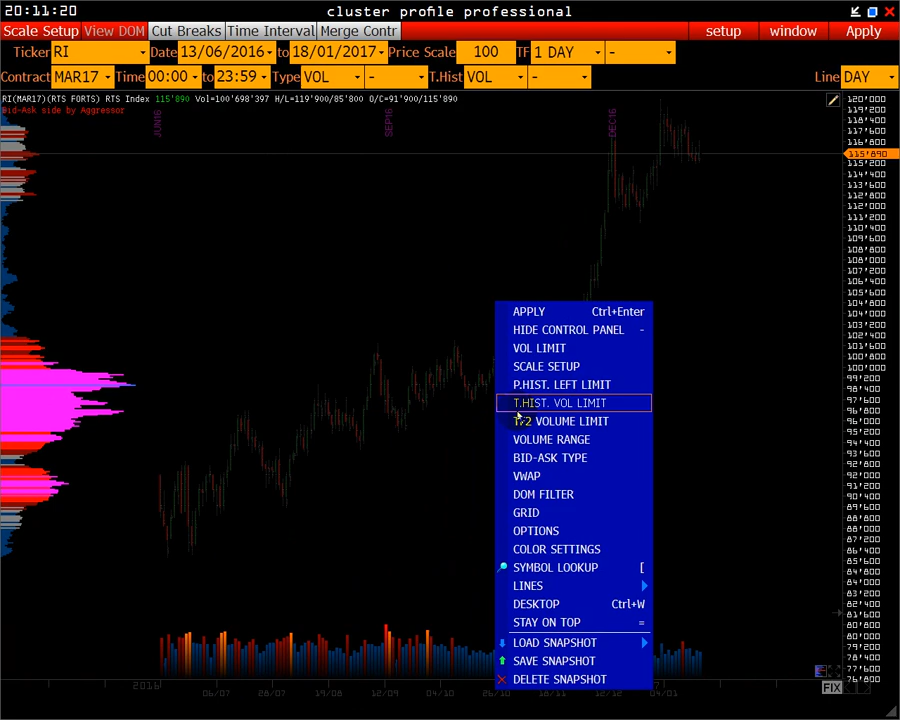 20:11:20 cluster profile professional
Scale Setup View DOM Cut Breaks Time Interval Merge Contr setup window Apply
Ticker RI Date 13/06/2016 to 18/01/2017 Price Scale 100 TF 1 DAY -
Contract MAR17 Time 00:00 to 23:59 Type VOL - T.Hist VOL - Line DAY
RI(MAR17)(RTS FORTS) RTS Index 115'890 Vol=100'698'397 H/L=119'900/85'800 O/C=91'900/115'890
Bid-Ask side by Aggressor
JUN16
SEP16
DEC16
120'000
119'200
118'400
117'600
116'800
115'890
115'200
114'400
113'600
112'800
112'000
111'200
110'400
109'600
108'800
108'000
107'200
106'400
105'600
104'800
104'000
103'200
102'400
101'600
100'800
100'000
99'200
98'400
97'600
96'800
96'000
95'200
94'400
93'600
92'800
92'000
91'200
90'400
89'600
88'800
88'000
87'200
86'400
85'600
84'800
84'000
83'200
82'400
81'600
80'800
80'000
79'200
78'400
77'600
76'800
APPLY Ctrl+Enter
HIDE CONTROL PANEL -
VOL LIMIT
SCALE SETUP
P.HIST. LEFT LIMIT
T.HIST. VOL LIMIT
TF2 VOLUME LIMIT
VOLUME RANGE
BID-ASK TYPE
VWAP
DOM FILTER
GRID
OPTIONS
COLOR SETTINGS
SYMBOL LOOKUP [
LINES
DESKTOP Ctrl+W
STAY ON TOP =
LOAD SNAPSHOT
SAVE SNAPSHOT
DELETE SNAPSHOT
2016 06/07 28/07 19/08 12/09 04/10 26/10 18/11 12/12 04/01
FIX